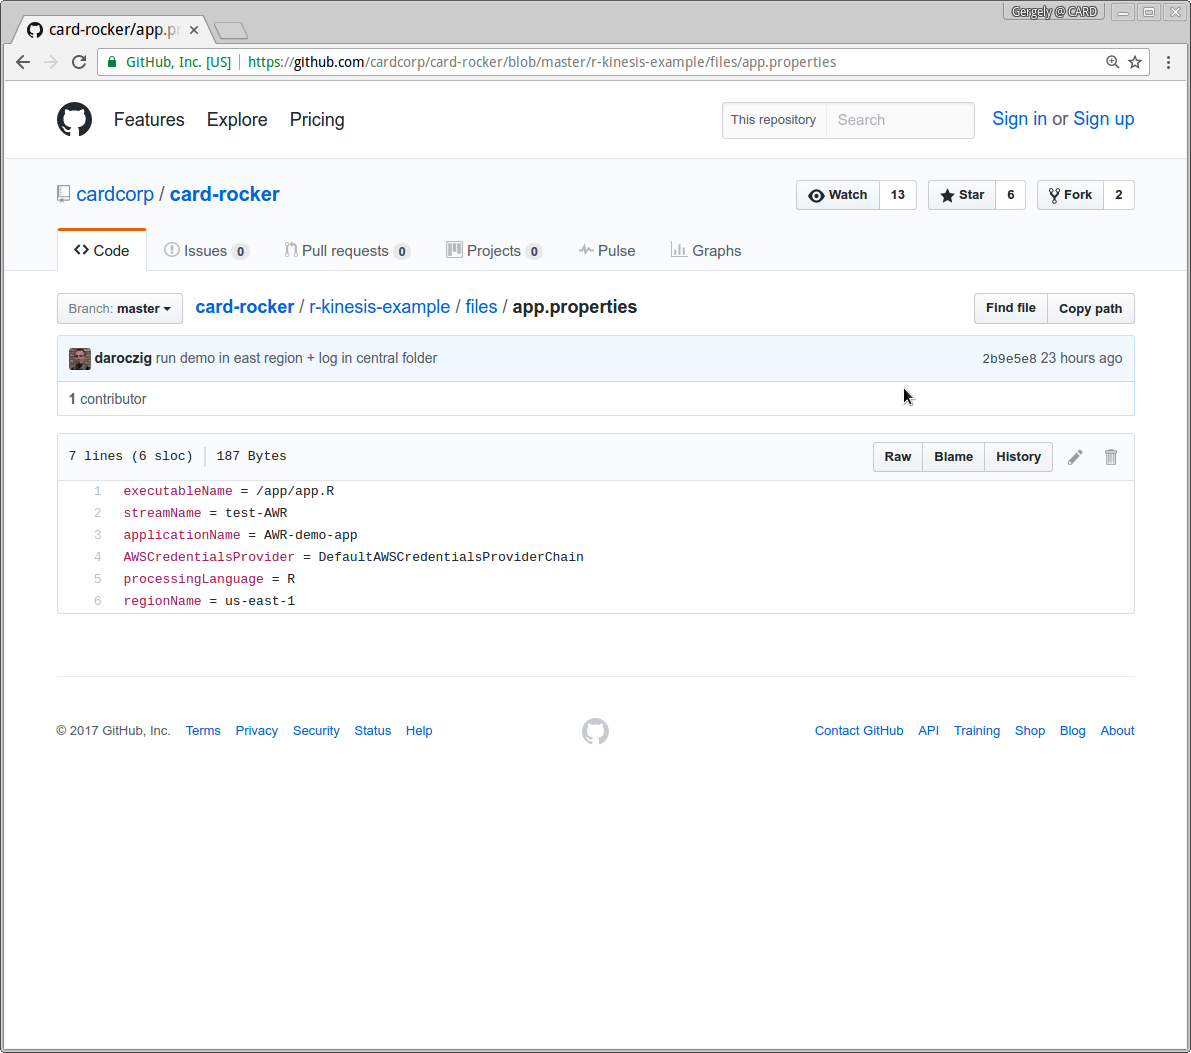 Gergely @ CARD
card-rocker/app.p
GitHub, Inc. [US] https://github.com/cardcorp/card-rocker/blob/master/r-kinesis-example/files/app.properties
Features Explore Pricing This repository Search Sign in or Sign up
cardcorp / card-rocker Watch 13 Star 6 Fork 2
Code Issues 0 Pull requests 0 Projects 0 Pulse Graphs
Branch: master card-rocker / r-kinesis-example / files / app.properties Find file Copy path
daroczig run demo in east region + log in central folder 2b9e5e8 23 hours ago
1 contributor
7 lines (6 sloc) 187 Bytes Raw Blame History
1 executableName = /app/app.R
2 streamName = test-AWR
3 applicationName = AWR-demo-app
4 AWSCredentialsProvider = DefaultAWSCredentialsProviderChain
5 processingLanguage = R
6 regionName = us-east-1
© 2017 GitHub, Inc. Terms Privacy Security Status Help Contact GitHub API Training Shop Blog About